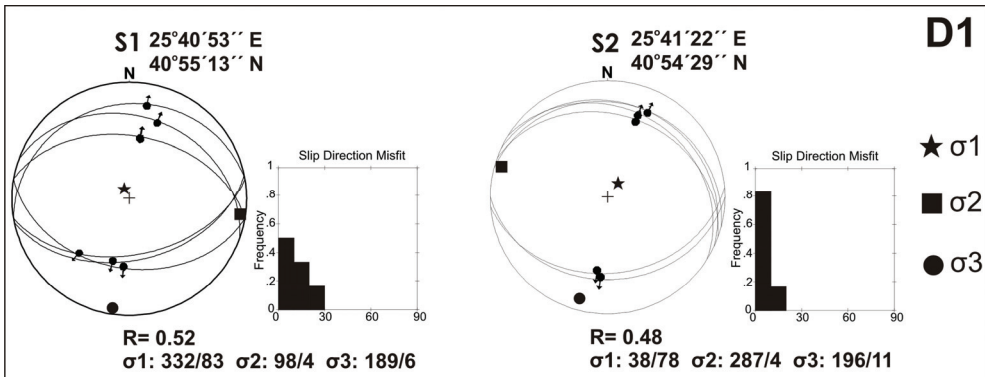 S1 25°40´53´´ E
40°55´13´´ N
N
Slip Direction Misfit
1
.8
.6
.4
.2
0
Frequency
0 30 60 90
R= 0.52
σ1: 332/83 σ2: 98/4 σ3: 189/6
S2 25°41´22´´ E
40°54´29´´ N
N
Slip Direction Misfit
1
.8
.6
.4
.2
0
Frequency
0 30 60 90
R= 0.48
σ1: 38/78 σ2: 287/4 σ3: 196/11
D1
σ1
σ2
σ3